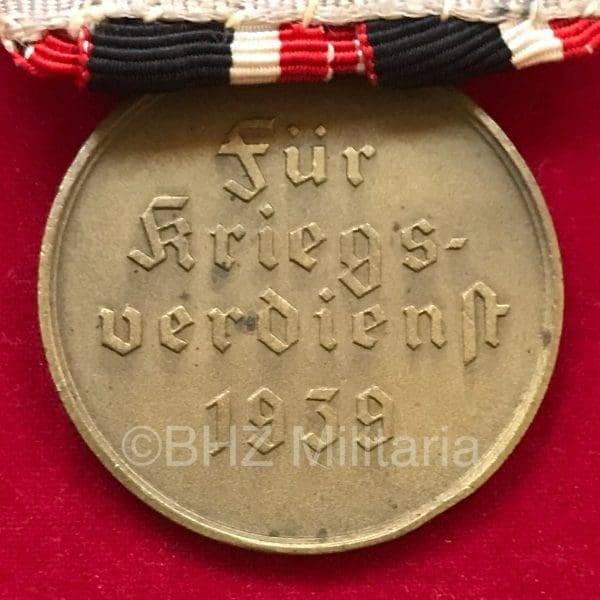 Für
Kriegs-
verdienst
1939
©BHZ Militaria